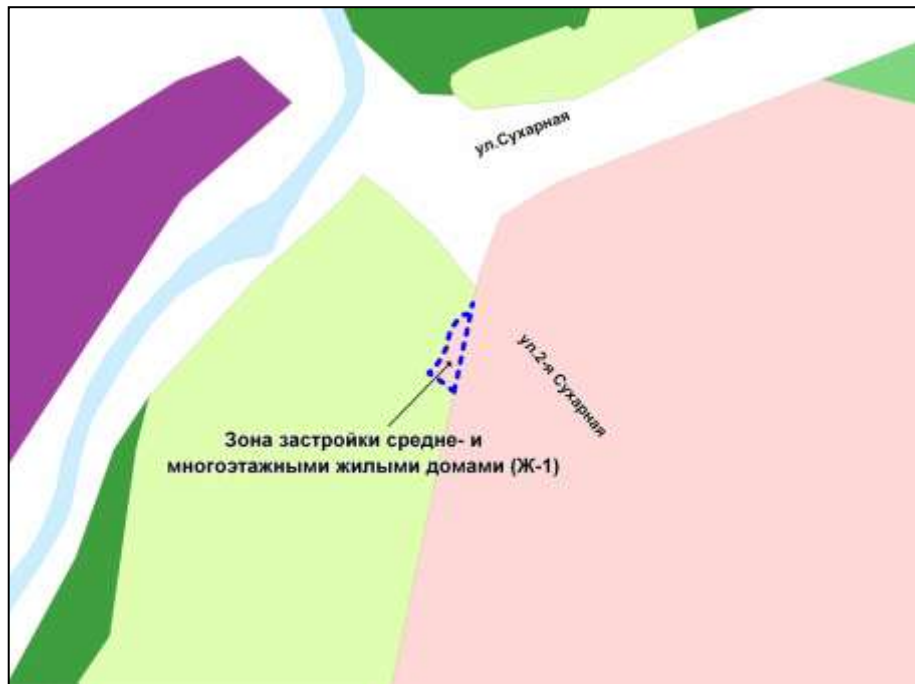 ул.Сухарная
ул.2-я Сухарная
Зона застройки средне- и
многоэтажными жилыми домами (Ж-1)